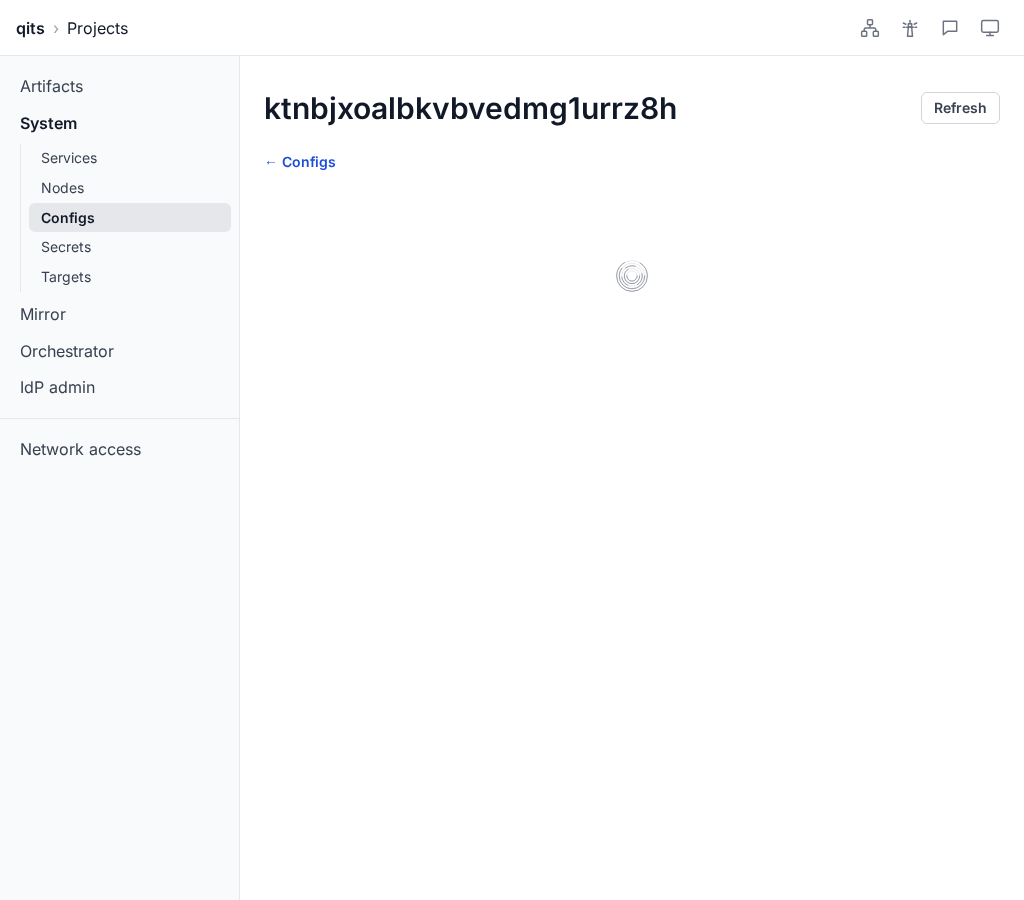 qits › Projects
Artifacts
System
Services
Nodes
Configs
Secrets
Targets
Mirror
Orchestrator
IdP admin
Network access
ktnbjxoalbkvbvedmg1urrz8h
Refresh
← Configs